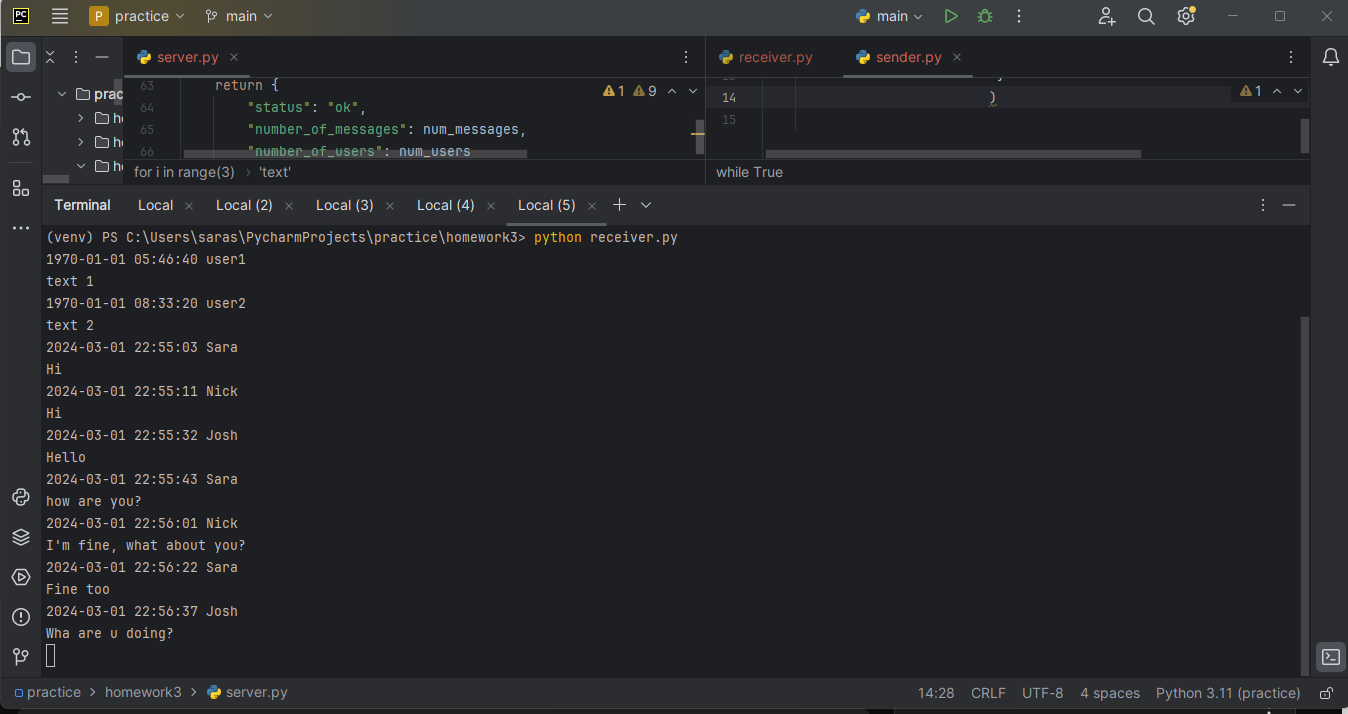 PC P practice main main
server.py receiver.py sender.py
prac
63 return {
64 "status": "ok",
65 "number_of_messages": num_messages,
66 "number_of_users": num_users
1 9
14 )
15
1
for i in range(3) › 'text'
while True
Terminal Local Local (2) Local (3) Local (4) Local (5)
(venv) PS C:\Users\saras\PycharmProjects\practice\homework3> python receiver.py
1970-01-01 05:46:40 user1
text 1
1970-01-01 08:33:20 user2
text 2
2024-03-01 22:55:03 Sara
Hi
2024-03-01 22:55:11 Nick
Hi
2024-03-01 22:55:32 Josh
Hello
2024-03-01 22:55:43 Sara
how are you?
2024-03-01 22:56:01 Nick
I'm fine, what about you?
2024-03-01 22:56:22 Sara
Fine too
2024-03-01 22:56:37 Josh
Wha are u doing?
practice > homework3 > server.py 14:28 CRLF UTF-8 4 spaces Python 3.11 (practice)